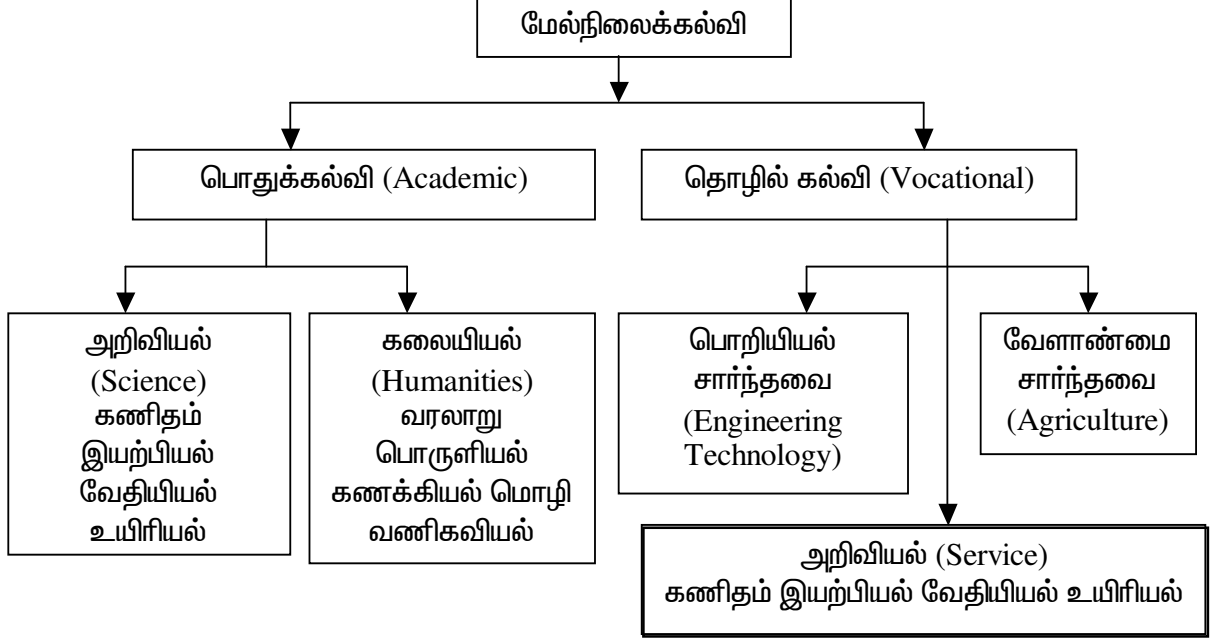 மேல்நிலைக்கல்வி
பொதுக்கல்வி (Academic)
தொழில் கல்வி (Vocational)
அறிவியல்
(Science)
கணிதம்
இயற்பியல்
வேதியியல்
உயிரியல்
கலையியல்
(Humanities)
வரலாறு
பொருளியல்
கணக்கியல் மொழி
வணிகவியல்
பொறியியல்
சார்ந்தவை
(Engineering
Technology)
வேளாண்மை
சார்ந்தவை
(Agriculture)
அறிவியல் (Service)
கணிதம் இயற்பியல் வேதியியல் உயிரியல்